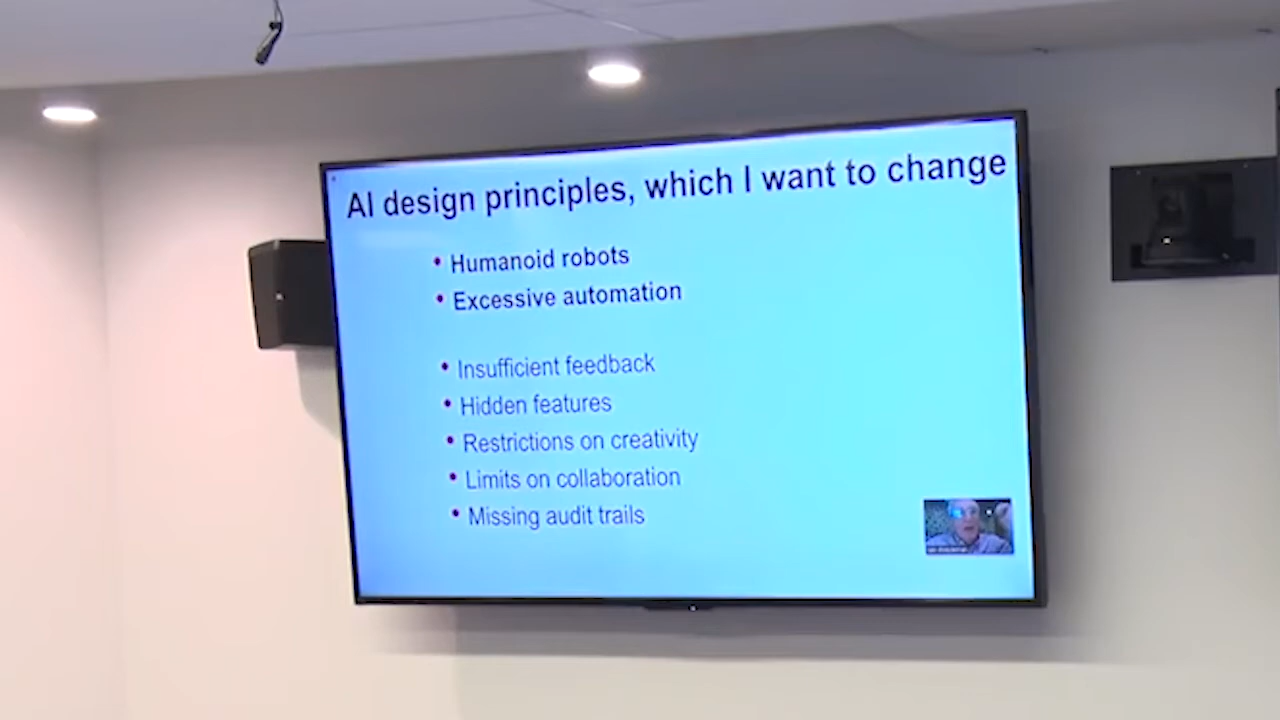 AI design principles, which I want to change
• Humanoid robots
• Excessive automation
• Insufficient feedback
• Hidden features
• Restrictions on creativity
• Limits on collaboration
• Missing audit trails